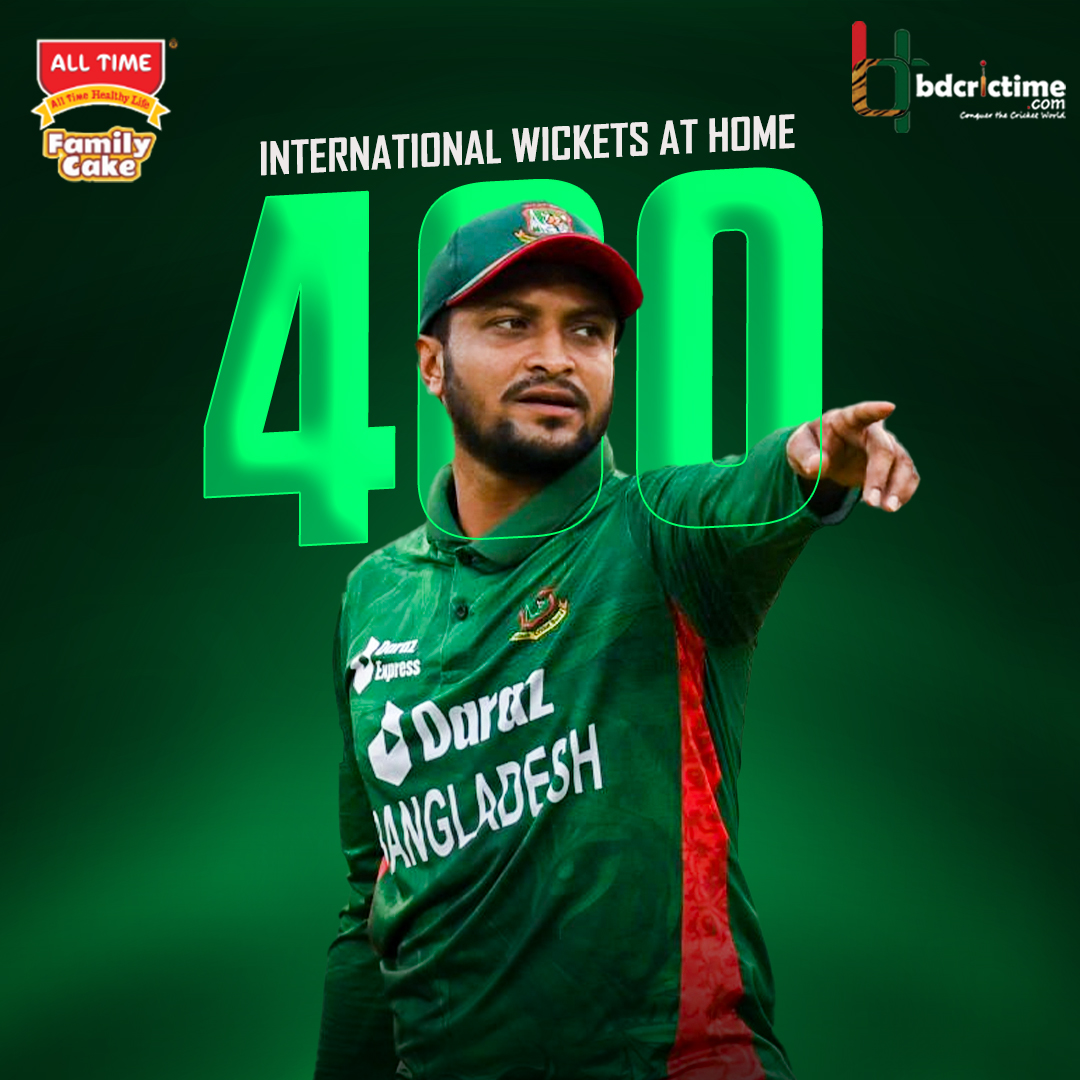 ALL TIME
All Time Healthy Life
Family
Cake
bdcrictime
.com
Conquer the Cricket World
INTERNATIONAL WICKETS AT HOME
400
Daraz
Express
Daraz
BANGLADESH